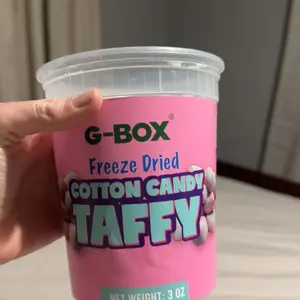 G-BOX®
Freeze Dried
COTTON CANDY
TAFFY
NET WEIGHT: 3 OZ